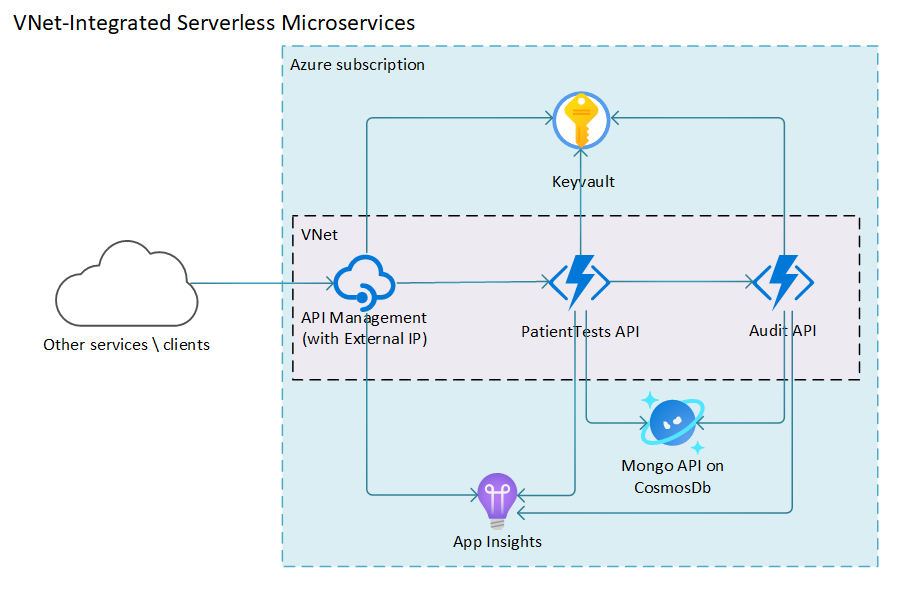 VNet-Integrated Serverless Microservices
Azure subscription
Keyvault
VNet
API Management
(with External IP)
PatientTests API
Audit API
Other services \ clients
Mongo API on
CosmosDb
App Insights